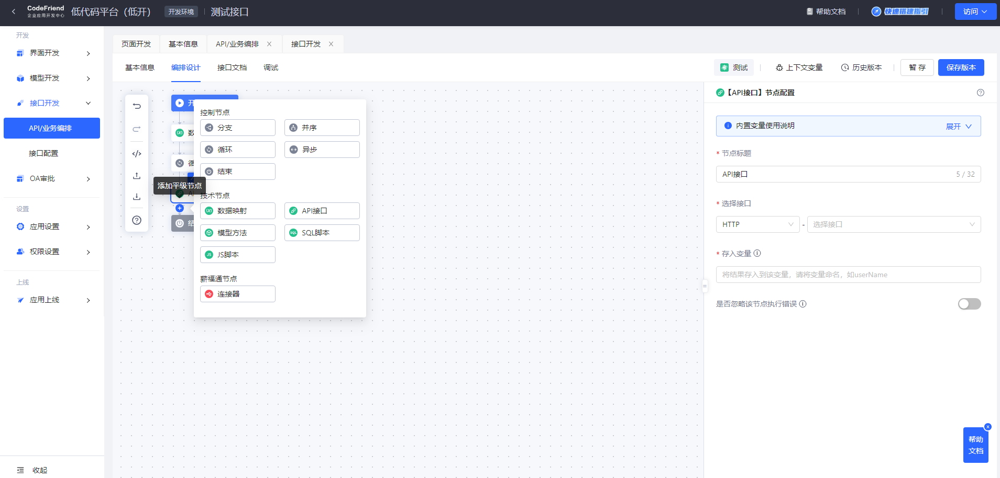 CodeFriend
企业应用开发中心
低代码平台（低开）
开发环境
测试接口
帮助文档
快速搭建指引
访问
开发
界面开发
模型开发
接口开发
API/业务编排
接口配置
OA审批
设置
应用设置
权限设置
上线
应用上线
收起
页面开发
基本信息
API/业务编排
接口开发
基本信息
编排设计
接口文档
调试
测试
上下文变量
历史版本
暂 存
保存版本
开
数
循
添加平级节点
A
结
控制节点
分支
并序
循环
异步
结束
技术节点
数据映射
API接口
模型方法
SQL脚本
JS脚本
薪福通节点
连接器
【API接口】节点配置
内置变量使用说明
展开
* 节点标题
API接口
5 / 32
* 选择接口
HTTP
-
选择接口
* 存入变量
将结果存入到该变量，请将变量命名，如userName
是否忽略该节点执行错误
帮助
文档